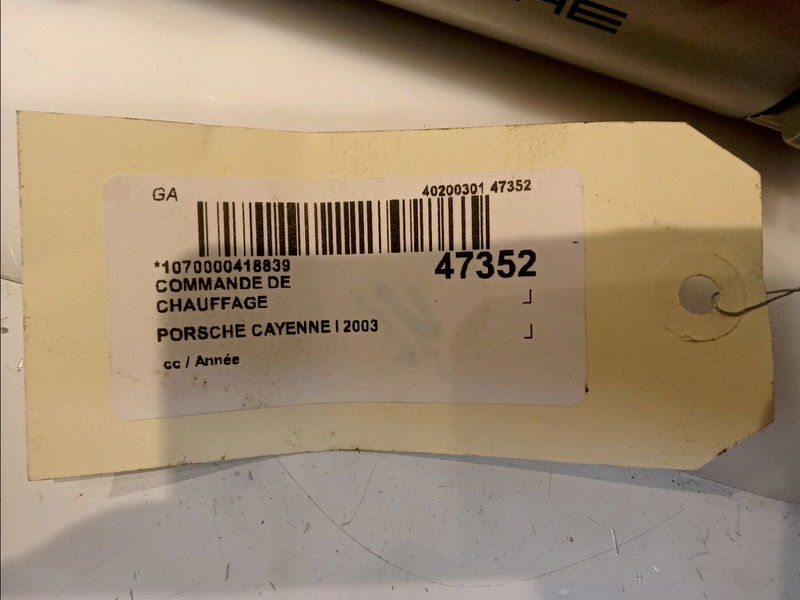 GA
40200301 47352
*1070000418839
47352
COMMANDE DE
CHAUFFAGE
PORSCHE CAYENNE I 2003
cc / Année